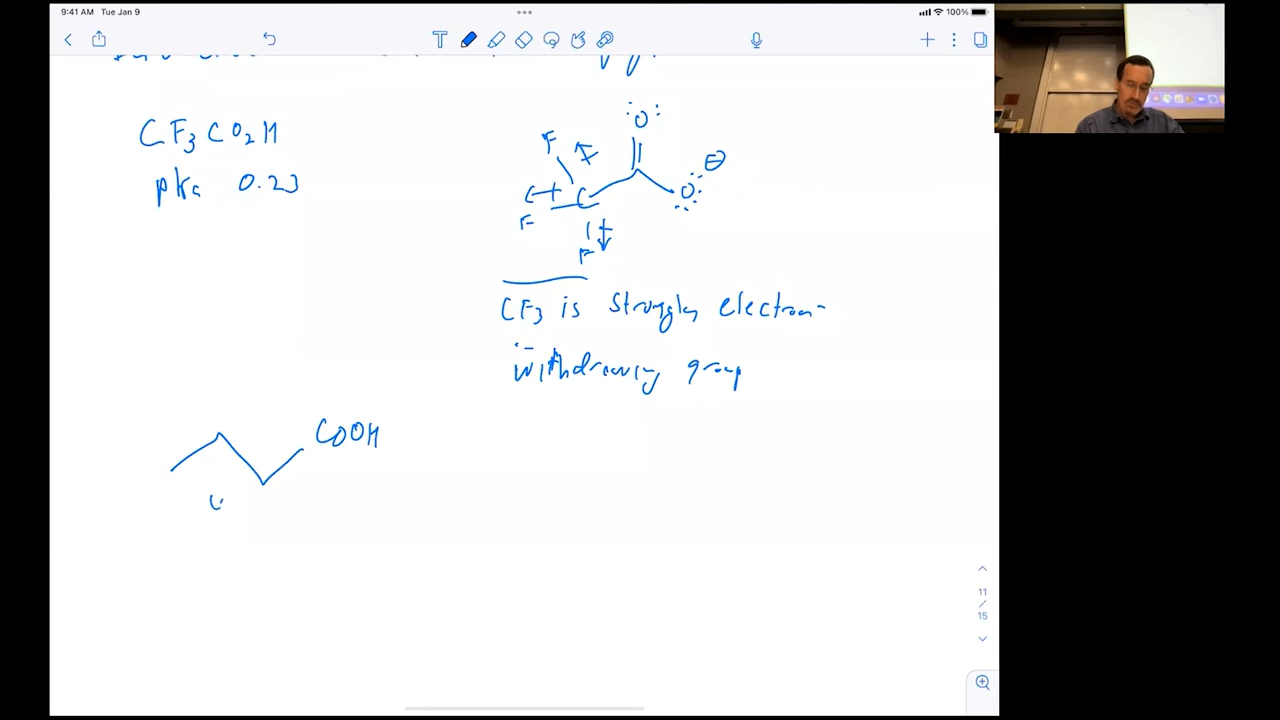 9:41 AM Tue Jan 9
100%
CF3CO2H
pKa 0.23
:O:
F
C
O
F
F
CF3 is strongly electron-
withdrawing group
COOH
11
/
15